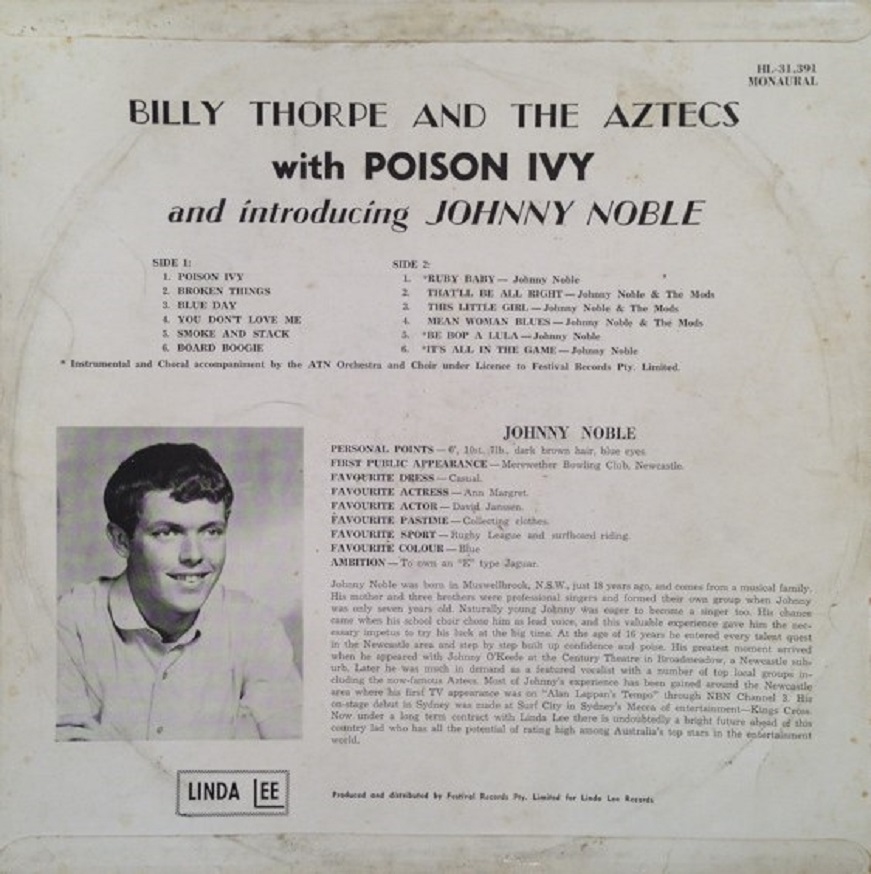 HL-31.391
MONAURAL
BILLY THORPE AND THE AZTECS
with POISON IVY
and introducing JOHNNY NOBLE
SIDE 1:
1. POISON IVY
2. BROKEN THINGS
3. BLUE DAY
4. YOU DON'T LOVE ME
5. SMOKE AND STACK
6. BOARD BOOGIE
SIDE 2:
1. *RUBY BABY — Johnny Noble
2. THAT'LL BE ALL RIGHT — Johnny Noble & The Mods
3. THIS LITTLE GIRL — Johnny Noble & The Mods
4. MEAN WOMAN BLUES — Johnny Noble & The Mods
5. *BE BOP A LULA — Johnny Noble
6. *IT'S ALL IN THE GAME — Johnny Noble
* Instrumental and Choral accompaniment by the ATN Orchestra and Choir under Licence to Festival Records Pty. Limited.
JOHNNY NOBLE
PERSONAL POINTS — 6', 10st. 7lb., dark brown hair, blue eyes.
FIRST PUBLIC APPEARANCE — Merewether Bowling Club, Newcastle.
FAVOURITE DRESS — Casual.
FAVOURITE ACTRESS — Ann Margret.
FAVOURITE ACTOR — David Janssen.
FAVOURITE PASTIME — Collecting clothes.
FAVOURITE SPORT — Rugby League and surfboard riding.
FAVOURITE COLOUR — Blue
AMBITION — To own an "E" type Jaguar.
Johnny Noble was born in Muswellbrook, N.S.W., just 18 years ago, and comes from a musical family.
His mother and three brothers were professional singers and formed their own group when Johnny
was only seven years old. Naturally young Johnny was eager to become a singer too. His chance
came when his school choir chose him as lead voice, and this valuable experience gave him the nec-
essary impetus to try his luck at the big time. At the age of 16 years he entered every talent quest
in the Newcastle area and step by step built up confidence and poise. His greatest moment arrived
when he appeared with Johnny O'Keefe at the Century Theatre in Broadmeadow, a Newcastle sub-
urb. Later he was much in demand as a featured vocalist with a number of top local groups in-
cluding the now-famous Aztecs. Most of Johnny's experience has been gained around the Newcastle
area where his first TV appearance was on "Alan Lappan's Tempo" through NBN Channel 3. His
on-stage debut in Sydney was made at Surf City in Sydney's Mecca of entertainment—Kings Cross.
Now under a long term contract with Linda Lee there is undoubtedly a bright future ahead of this
country lad who has all the potential of rating high among Australia's top stars in the entertainment
world.
LINDA LEE
Produced and distributed by Festival Records Pty. Limited for Linda Lee Records